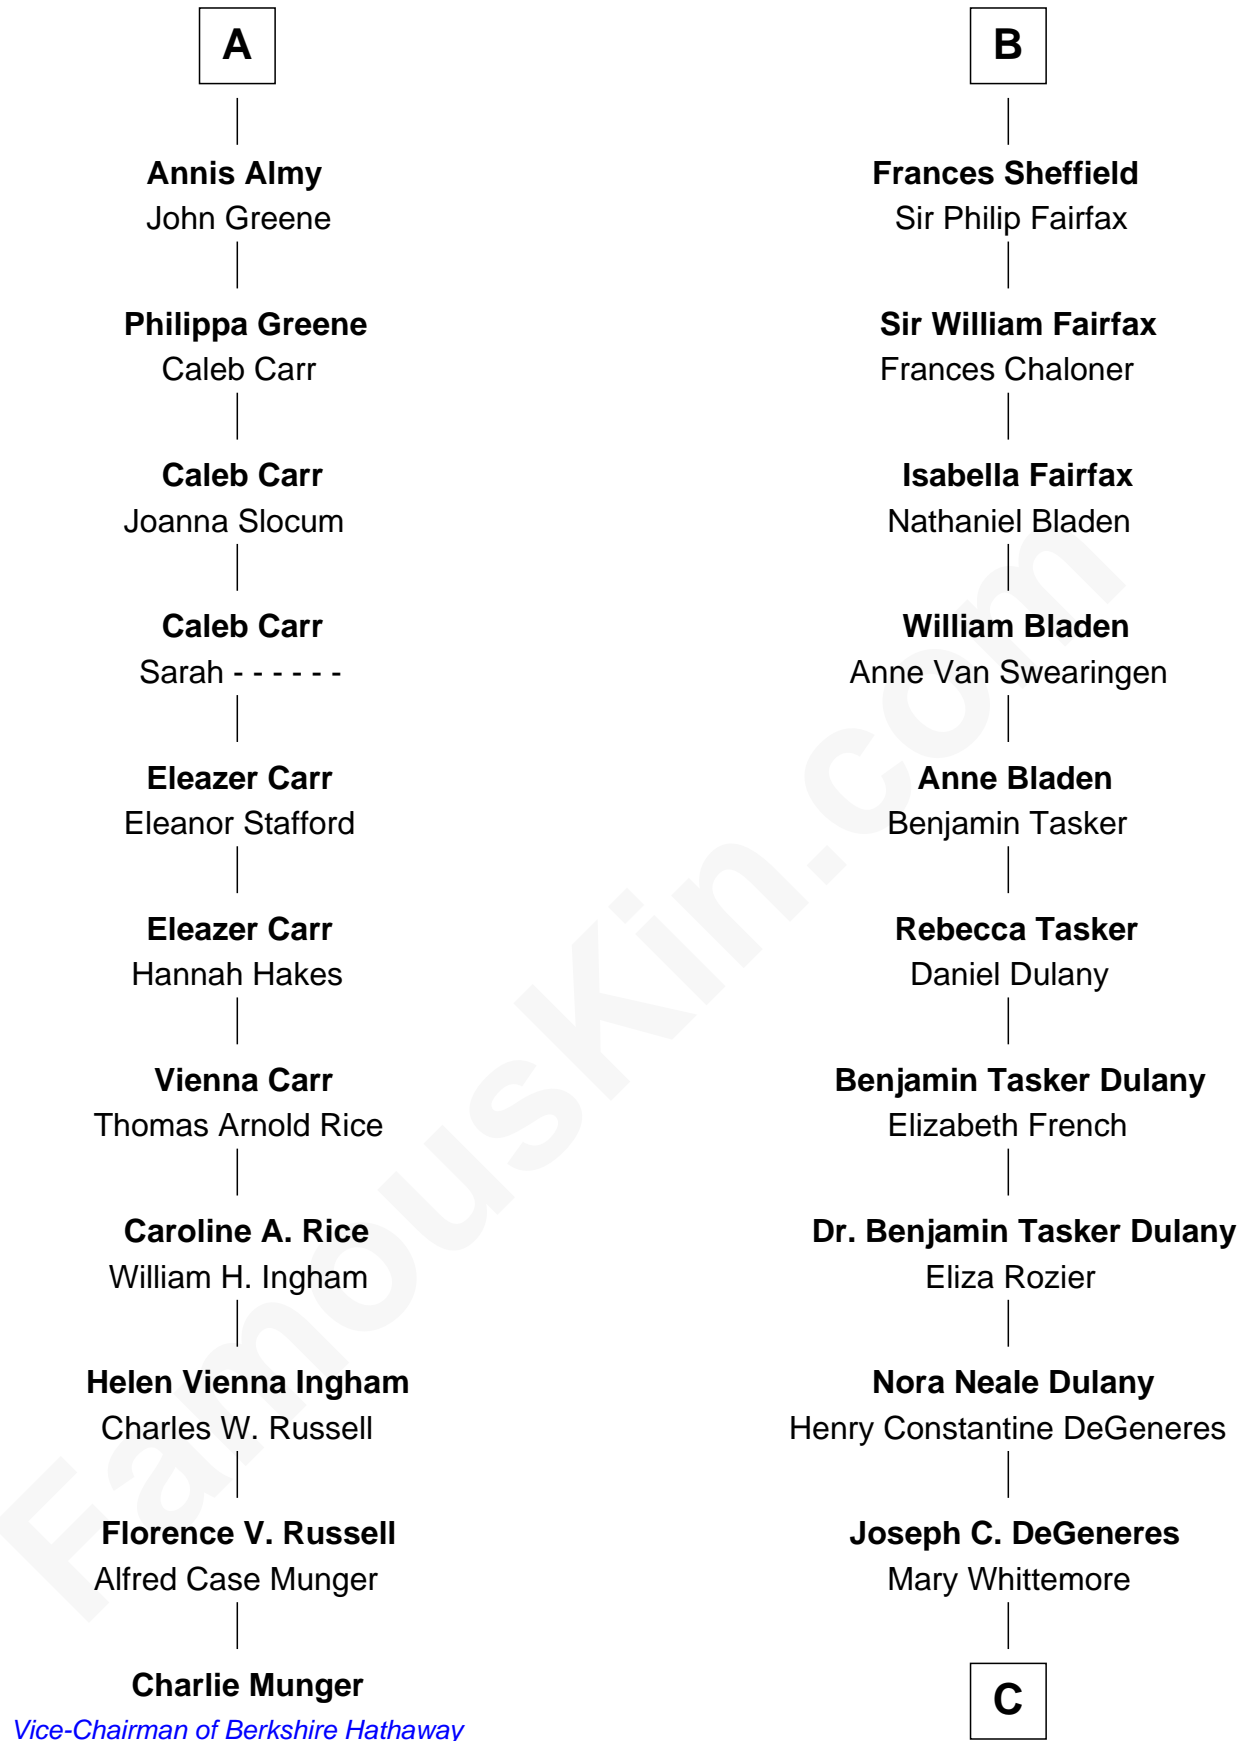 A
Annis Almy
John Greene
Philippa Greene
Caleb Carr
Caleb Carr
Joanna Slocum
Caleb Carr
Sarah - - - - - -
Eleazer Carr
Eleanor Stafford
Eleazer Carr
Hannah Hakes
Vienna Carr
Thomas Arnold Rice
Caroline A. Rice
William H. Ingham
Helen Vienna Ingham
Charles W. Russell
Florence V. Russell
Alfred Case Munger
Charlie Munger
Vice-Chairman of Berkshire Hathaway
B
Frances Sheffield
Sir Philip Fairfax
Sir William Fairfax
Frances Chaloner
Isabella Fairfax
Nathaniel Bladen
William Bladen
Anne Van Swearingen
Anne Bladen
Benjamin Tasker
Rebecca Tasker
Daniel Dulany
Benjamin Tasker Dulany
Elizabeth French
Dr. Benjamin Tasker Dulany
Eliza Rozier
Nora Neale Dulany
Henry Constantine DeGeneres
Joseph C. DeGeneres
Mary Whittemore
C
FamousKin.com